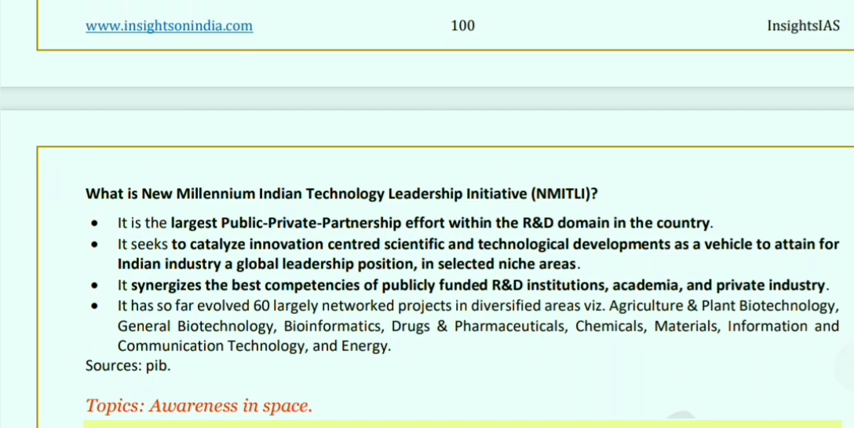 www.insightsonindia.com 100 InsightsIAS
What is New Millennium Indian Technology Leadership Initiative (NMITLI)?
• It is the largest Public-Private-Partnership effort within the R&D domain in the country.
• It seeks to catalyze innovation centred scientific and technological developments as a vehicle to attain for
Indian industry a global leadership position, in selected niche areas.
• It synergizes the best competencies of publicly funded R&D institutions, academia, and private industry.
• It has so far evolved 60 largely networked projects in diversified areas viz. Agriculture & Plant Biotechnology,
General Biotechnology, Bioinformatics, Drugs & Pharmaceuticals, Chemicals, Materials, Information and
Communication Technology, and Energy.
Sources: pib.
Topics: Awareness in space.